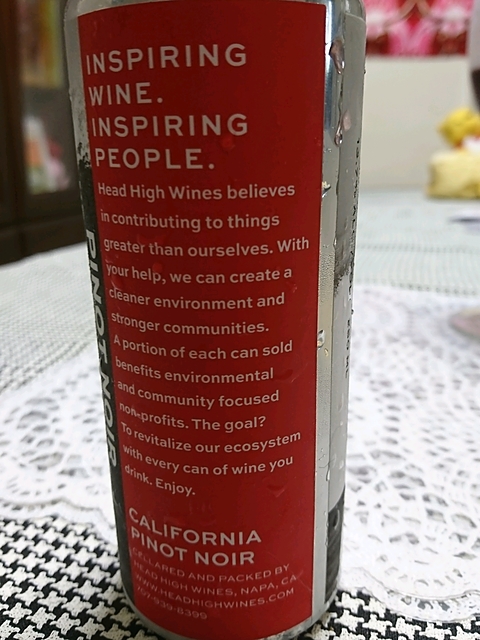 INSPIRING
WINE.
INSPIRING
PEOPLE.
Head High Wines believes
in contributing to things
greater than ourselves. With
your help, we can create a
cleaner environment and
stronger communities.
A portion of each can sold
benefits environmental
and community focused
non-profits. The goal?
To revitalize our ecosystem
with every can of wine you
drink. Enjoy.
CALIFORNIA
PINOT NOIR
CELLARED AND PACKED BY
HEAD HIGH WINES, NAPA, CA
WWW.HEADHIGHWINES.COM
707-939-8399
PINOT NOIR